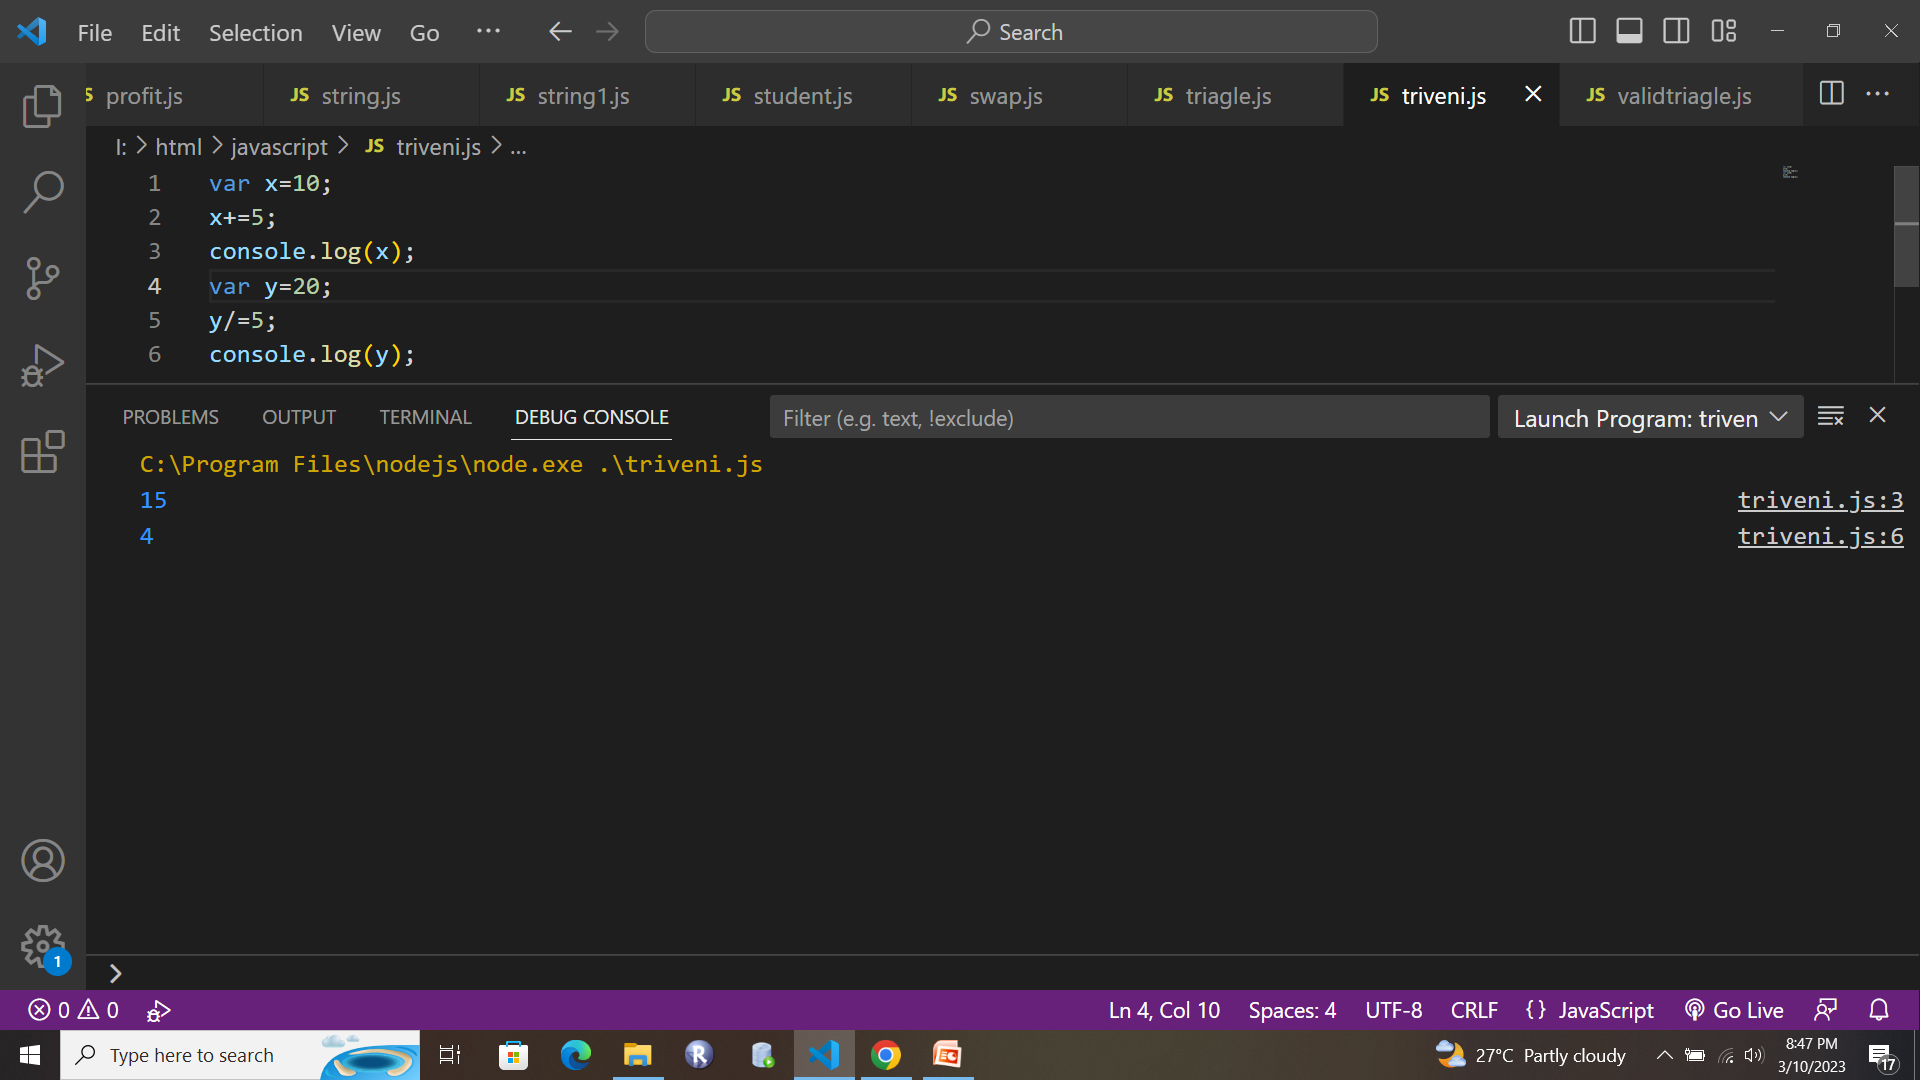 File Edit Selection View Go ... Search
profit.js JS string.js JS string1.js JS student.js JS swap.js JS triagle.js JS triveni.js JS validtriagle.js
I: > html > javascript > JS triveni.js > ...
1 var x=10;
2 x+=5;
3 console.log(x);
4 var y=20;
5 y/=5;
6 console.log(y);
PROBLEMS OUTPUT TERMINAL DEBUG CONSOLE Filter (e.g. text, !exclude) Launch Program: triven
C:\Program Files\nodejs\node.exe .\triveni.js
15 triveni.js:3
4 triveni.js:6
1
>
0 0 Ln 4, Col 10 Spaces: 4 UTF-8 CRLF {} JavaScript Go Live
Type here to search 27°C Partly cloudy 8:47 PM
3/10/2023 17